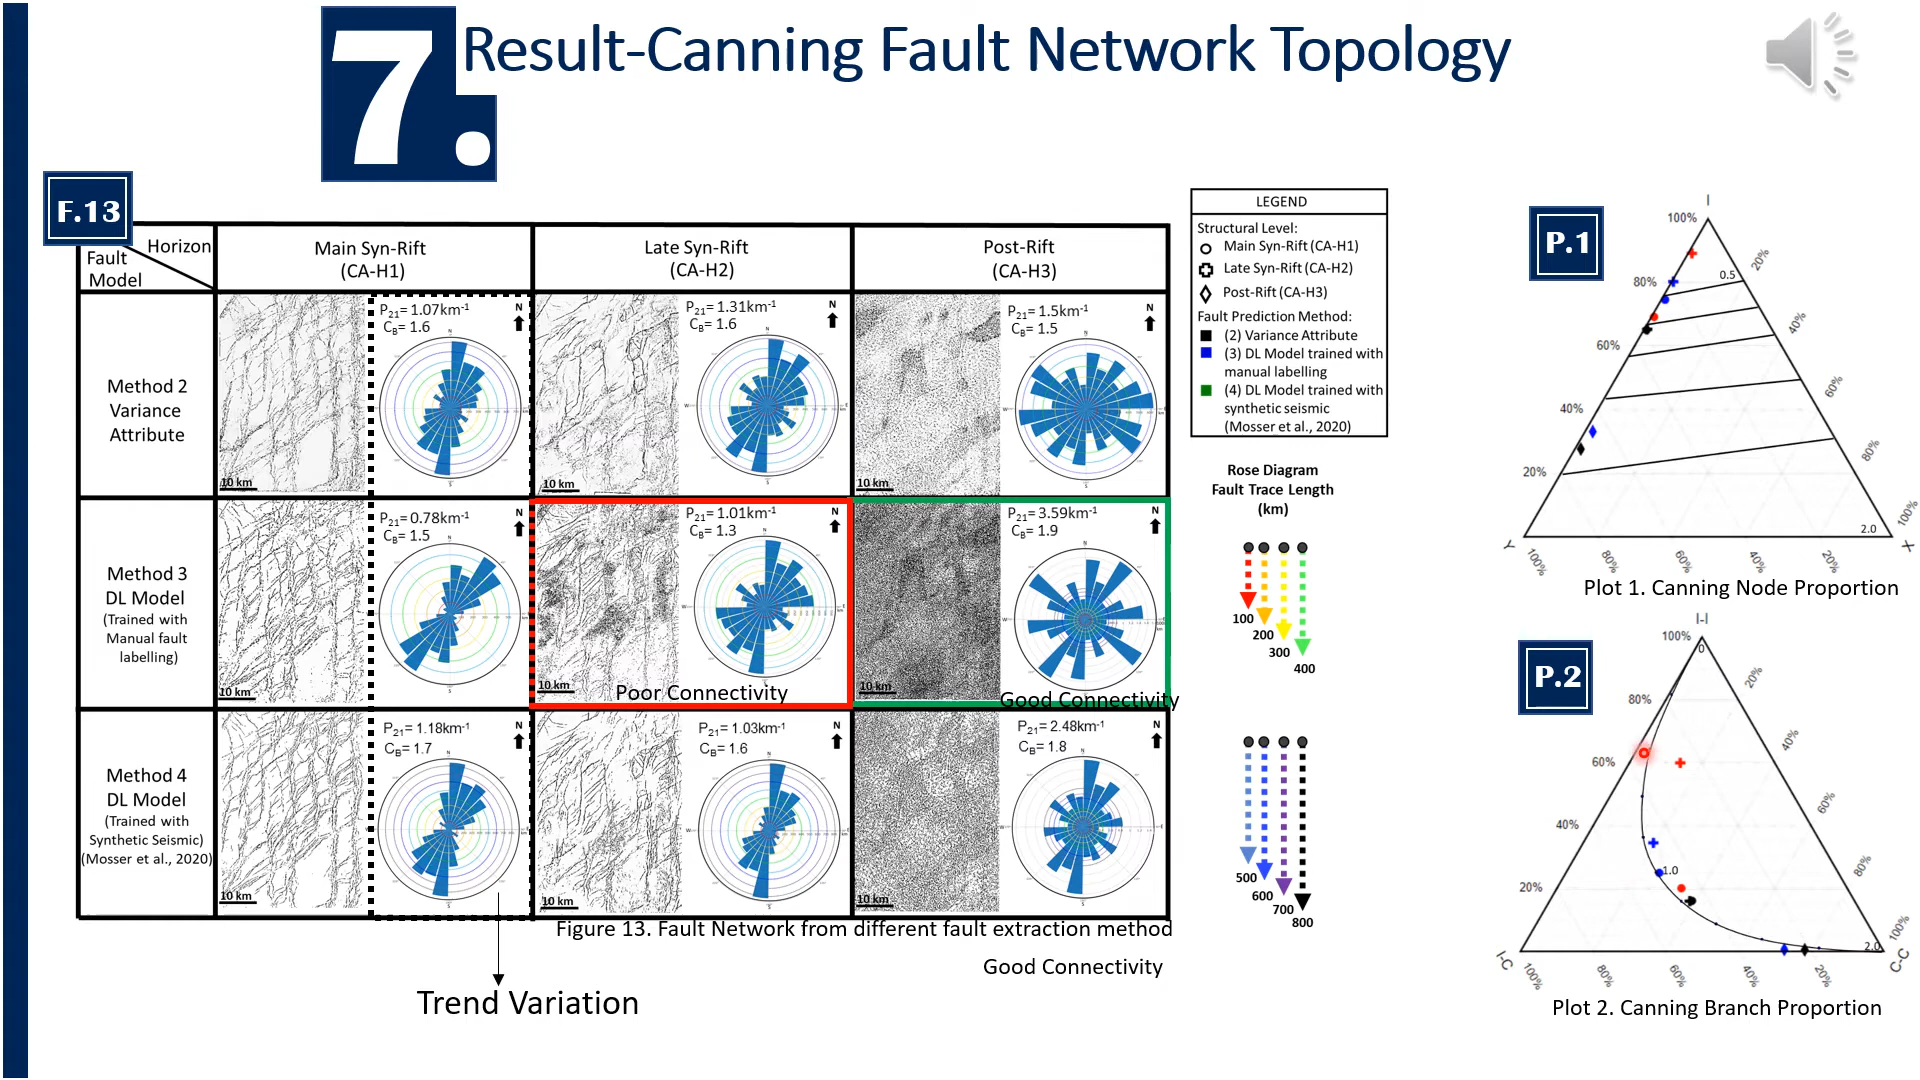 7.
Result-Canning Fault Network Topology
F.13
Horizon
Fault
Model
Main Syn-Rift
(CA-H1)
Late Syn-Rift
(CA-H2)
Post-Rift
(CA-H3)
Method 2
Variance
Attribute
P21= 1.07km-1
CB= 1.6
N
10 km
P21= 1.31km-1
CB= 1.6
N
10 km
P21= 1.5km-1
CB= 1.5
N
10 km
Method 3
DL Model
(Trained with
Manual fault
labelling)
P21= 0.78km-1
CB= 1.5
N
10 km
P21= 1.01km-1
CB= 1.3
N
10 km
Poor Connectivity
P21= 3.59km-1
CB= 1.9
N
10 km
Good Connectivity
Method 4
DL Model
(Trained with
Synthetic Seismic)
(Mosser et al., 2020)
P21= 1.18km-1
CB= 1.7
N
10 km
P21= 1.03km-1
CB= 1.6
N
10 km
P21= 2.48km-1
CB= 1.8
N
10 km
Figure 13. Fault Network from different fault extraction method
Good Connectivity
Trend Variation
LEGEND
Structural Level:
Main Syn-Rift (CA-H1)
Late Syn-Rift (CA-H2)
Post-Rift (CA-H3)
Fault Prediction Method:
(2) Variance Attribute
(3) DL Model trained with
manual labelling
(4) DL Model trained with
synthetic seismic
(Mosser et al., 2020)
Rose Diagram
Fault Trace Length
(km)
100
200
300
400
500
600
700
800
P.1
I
100%
80%
60%
40%
20%
20%
40%
60%
80%
100%
0.5
2.0
Y
X
100%
80%
60%
40%
20%
Plot 1. Canning Node Proportion
P.2
I-I
100%
0
80%
60%
40%
20%
20%
40%
60%
80%
100%
1.0
2.0
I-C
C-C
100%
80%
60%
40%
20%
Plot 2. Canning Branch Proportion